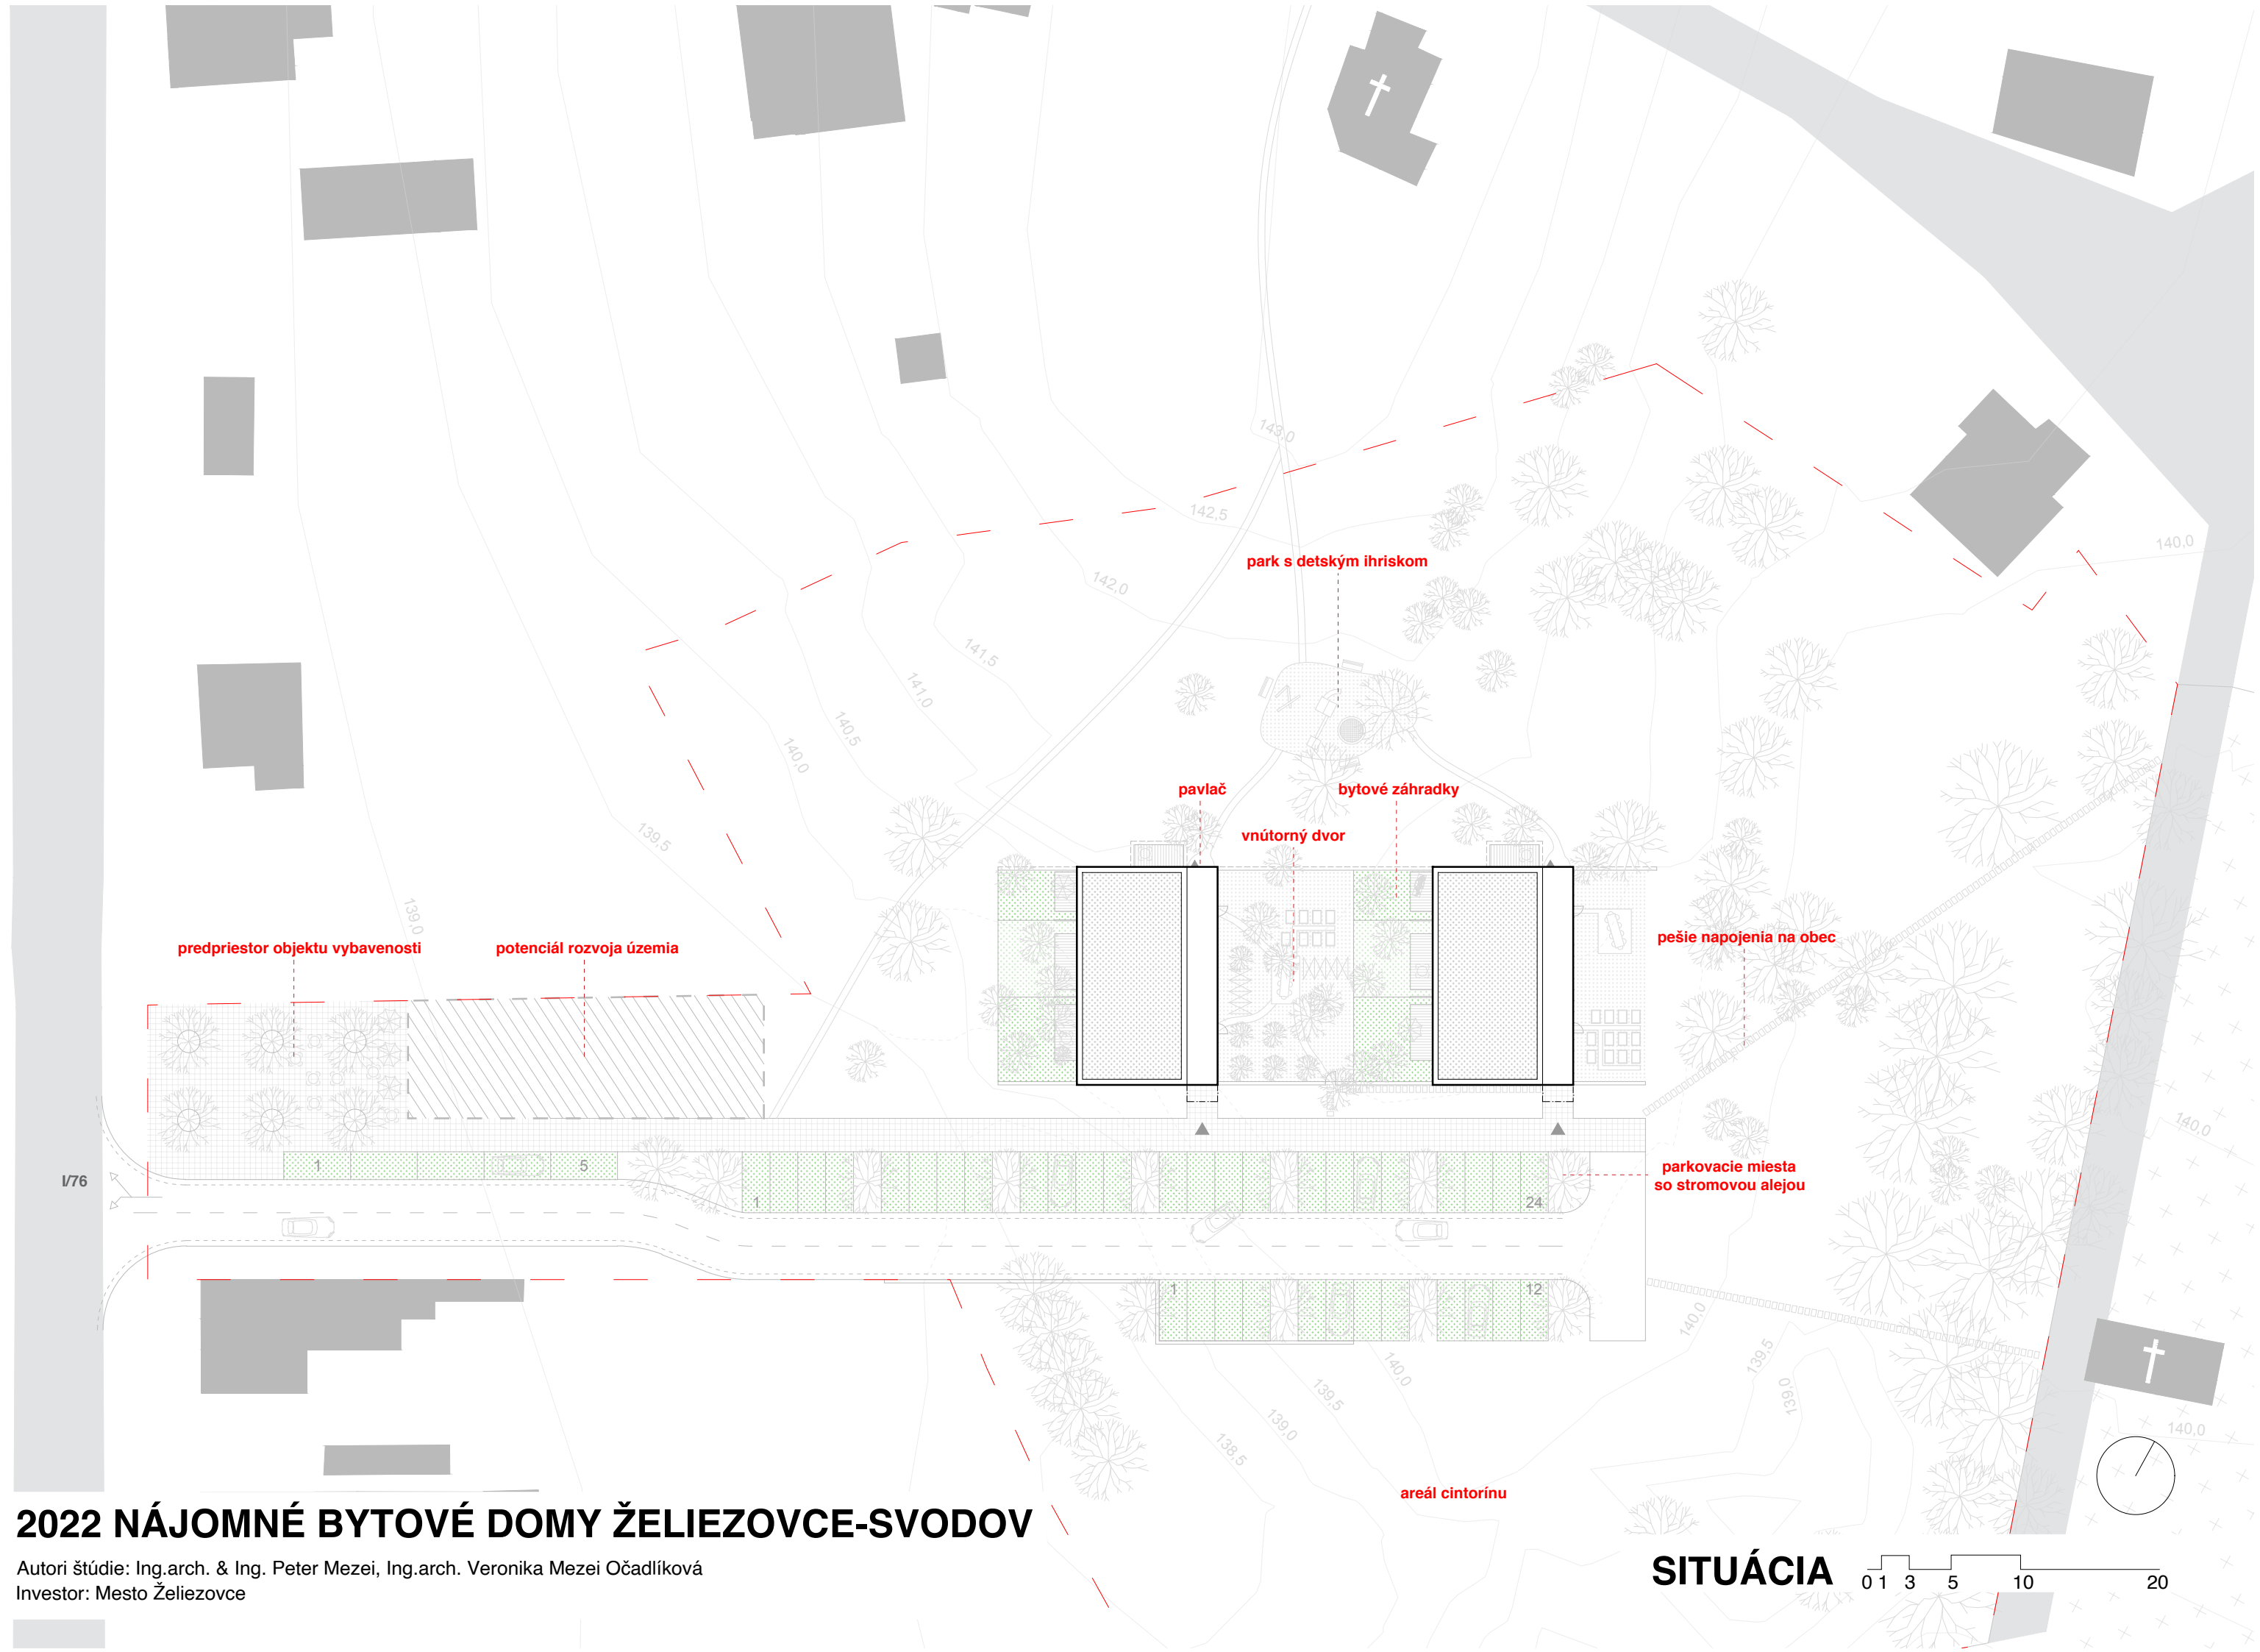 143,0
142,5
140,0
park s detským ihriskom
142,0
141,5
141,0
140,5
140,0
pavlač
bytové záhradky
139,5
vnútorný dvor
139,0
predpriestor objektu vybavenosti
potenciál rozvoja územia
pešie napojenia na obec
140,0
1
5
parkovacie miesta
so stromovou alejou
I/76
1
24
1
12
140,0
139,5
140,0
139,5
139,0
139,0
138,5
140,0
areál cintorínu
2022 NÁJOMNÉ BYTOVÉ DOMY ŽELIEZOVCE-SVODOV
Autori štúdie: Ing.arch. & Ing. Peter Mezei, Ing.arch. Veronika Mezei Očadlíková
Investor: Mesto Želiezovce
SITUÁCIA
0 1 3 5 10 20